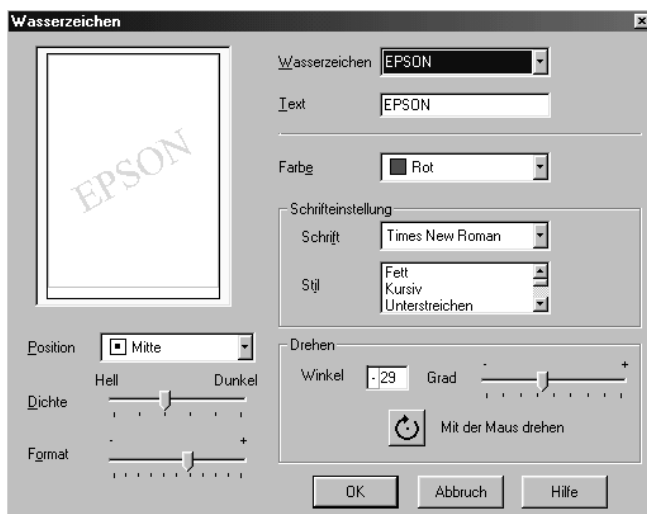 Wasserzeichen
EPSON
Wasserzeichen EPSON
Text EPSON
Farbe Rot
Schrifteinstellung
Schrift Times New Roman
Stil Fett
Kursiv
Unterstreichen
Position Mitte
Hell Dunkel
Dichte
- +
Format
Drehen
Winkel -29 Grad - +
Mit der Maus drehen
OK Abbruch Hilfe